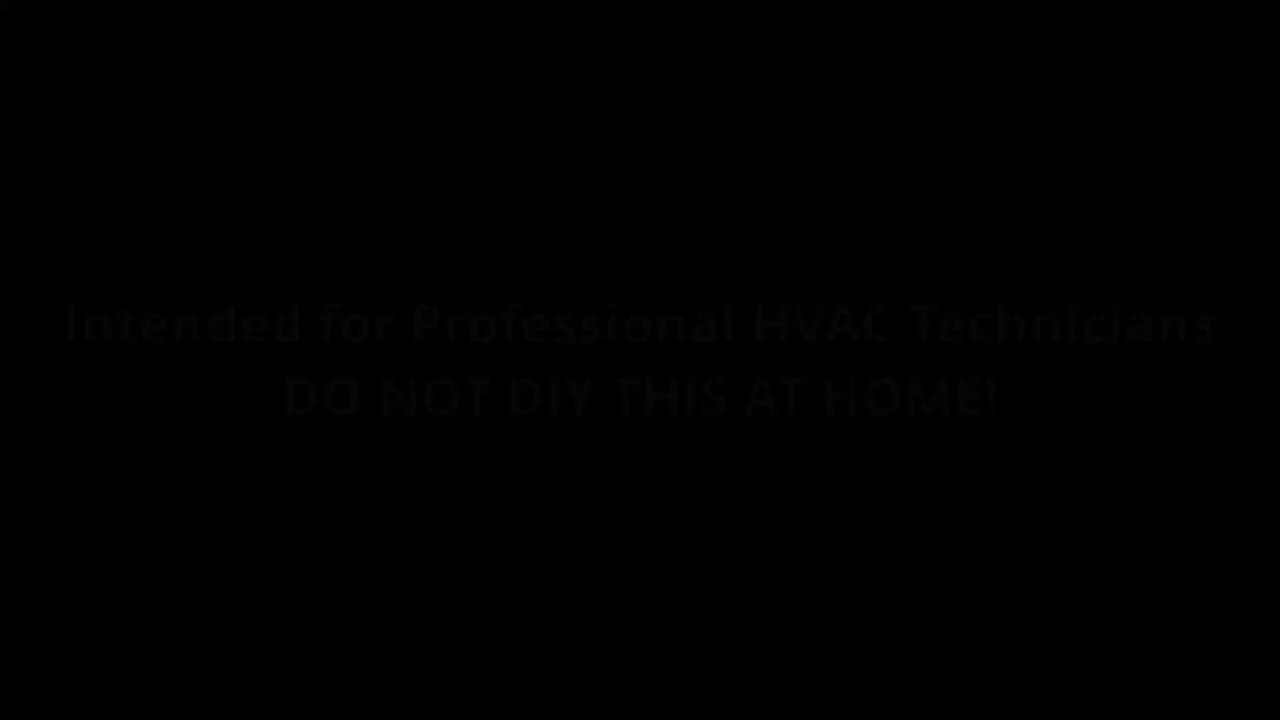 Intended for Professional HVAC Technicians
DO NOT DIY THIS AT HOME!